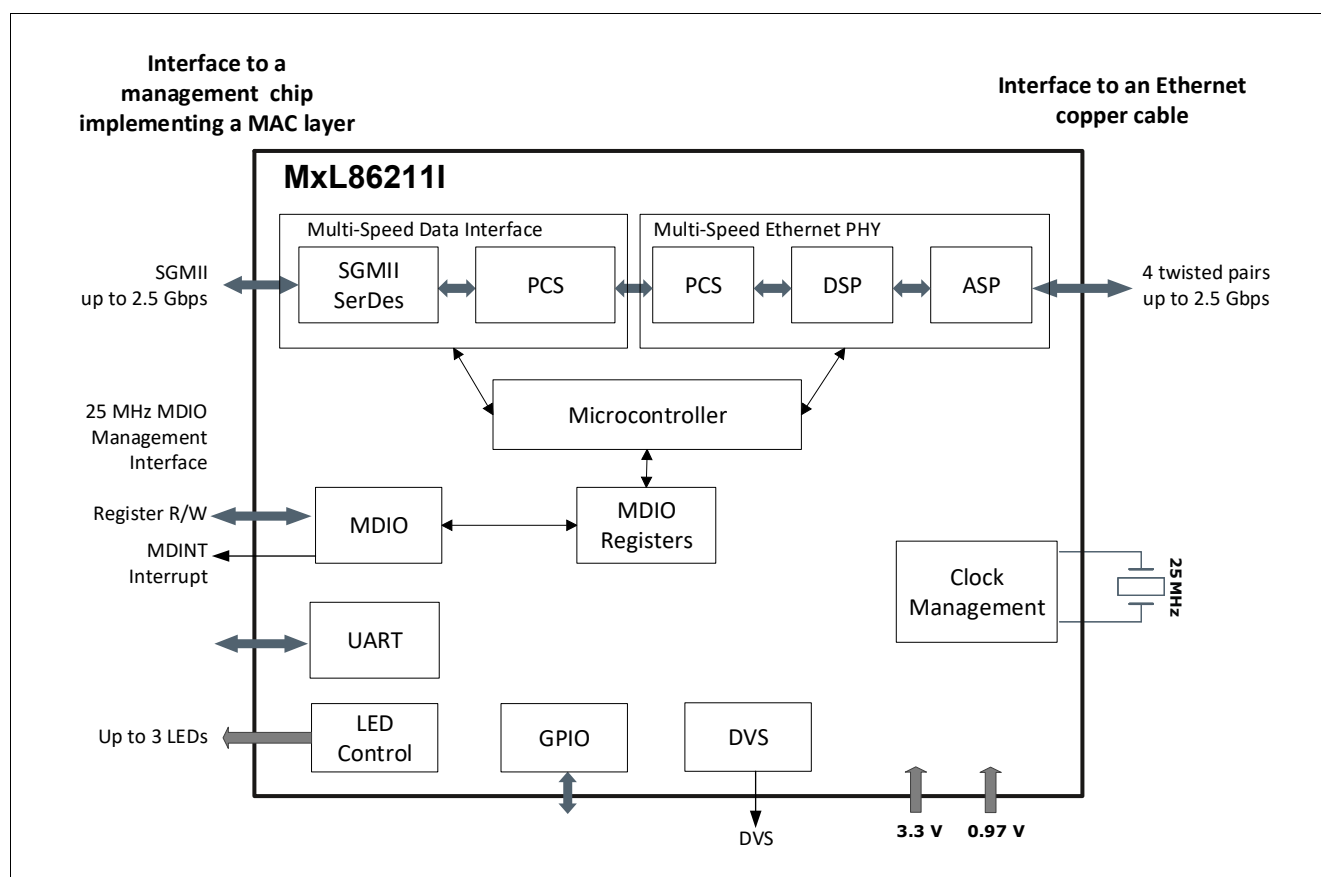 Interface to a
management chip
implementing a MAC layer
Interface to an Ethernet
copper cable
MxL86211I
Multi-Speed Data Interface
Multi-Speed Ethernet PHY
SGMII
up to 2.5 Gbps
SGMII
SerDes
PCS
PCS
DSP
ASP
4 twisted pairs
up to 2.5 Gbps
Microcontroller
25 MHz MDIO
Management
Interface
Register R/W
MDINT
Interrupt
MDIO
MDIO
Registers
Clock
Management
25 MHz
UART
Up to 3 LEDs
LED
Control
GPIO
DVS
DVS
3.3 V
0.97 V